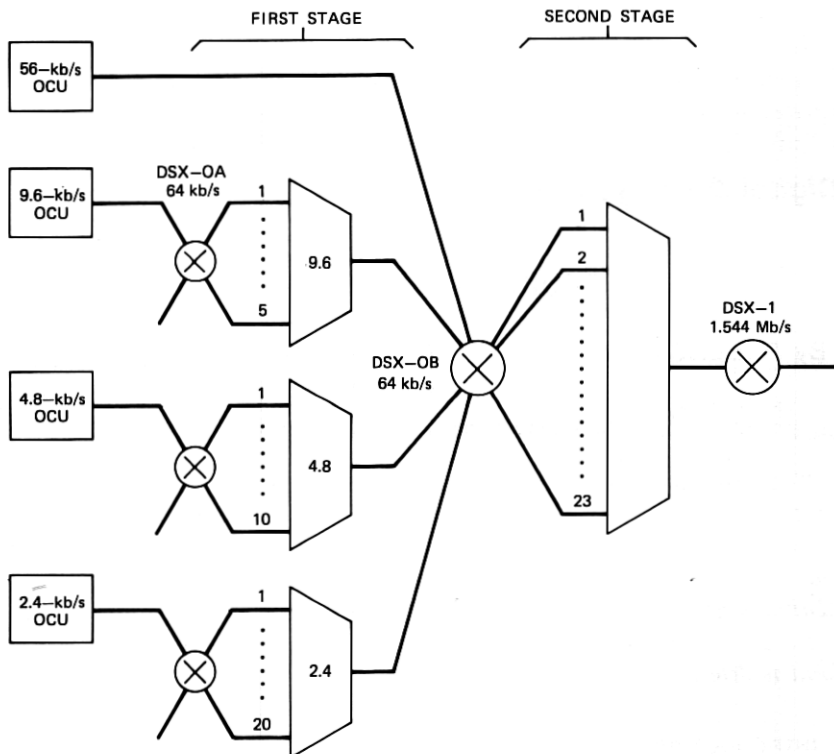 FIRST STAGE
SECOND STAGE
56-kb/s
OCU
9.6-kb/s
OCU
DSX-OA
64 kb/s
1
5
9.6
4.8-kb/s
OCU
1
10
4.8
2.4-kb/s
OCU
1
20
2.4
DSX-OB
64 kb/s
1
2
23
DSX-1
1.544 Mb/s